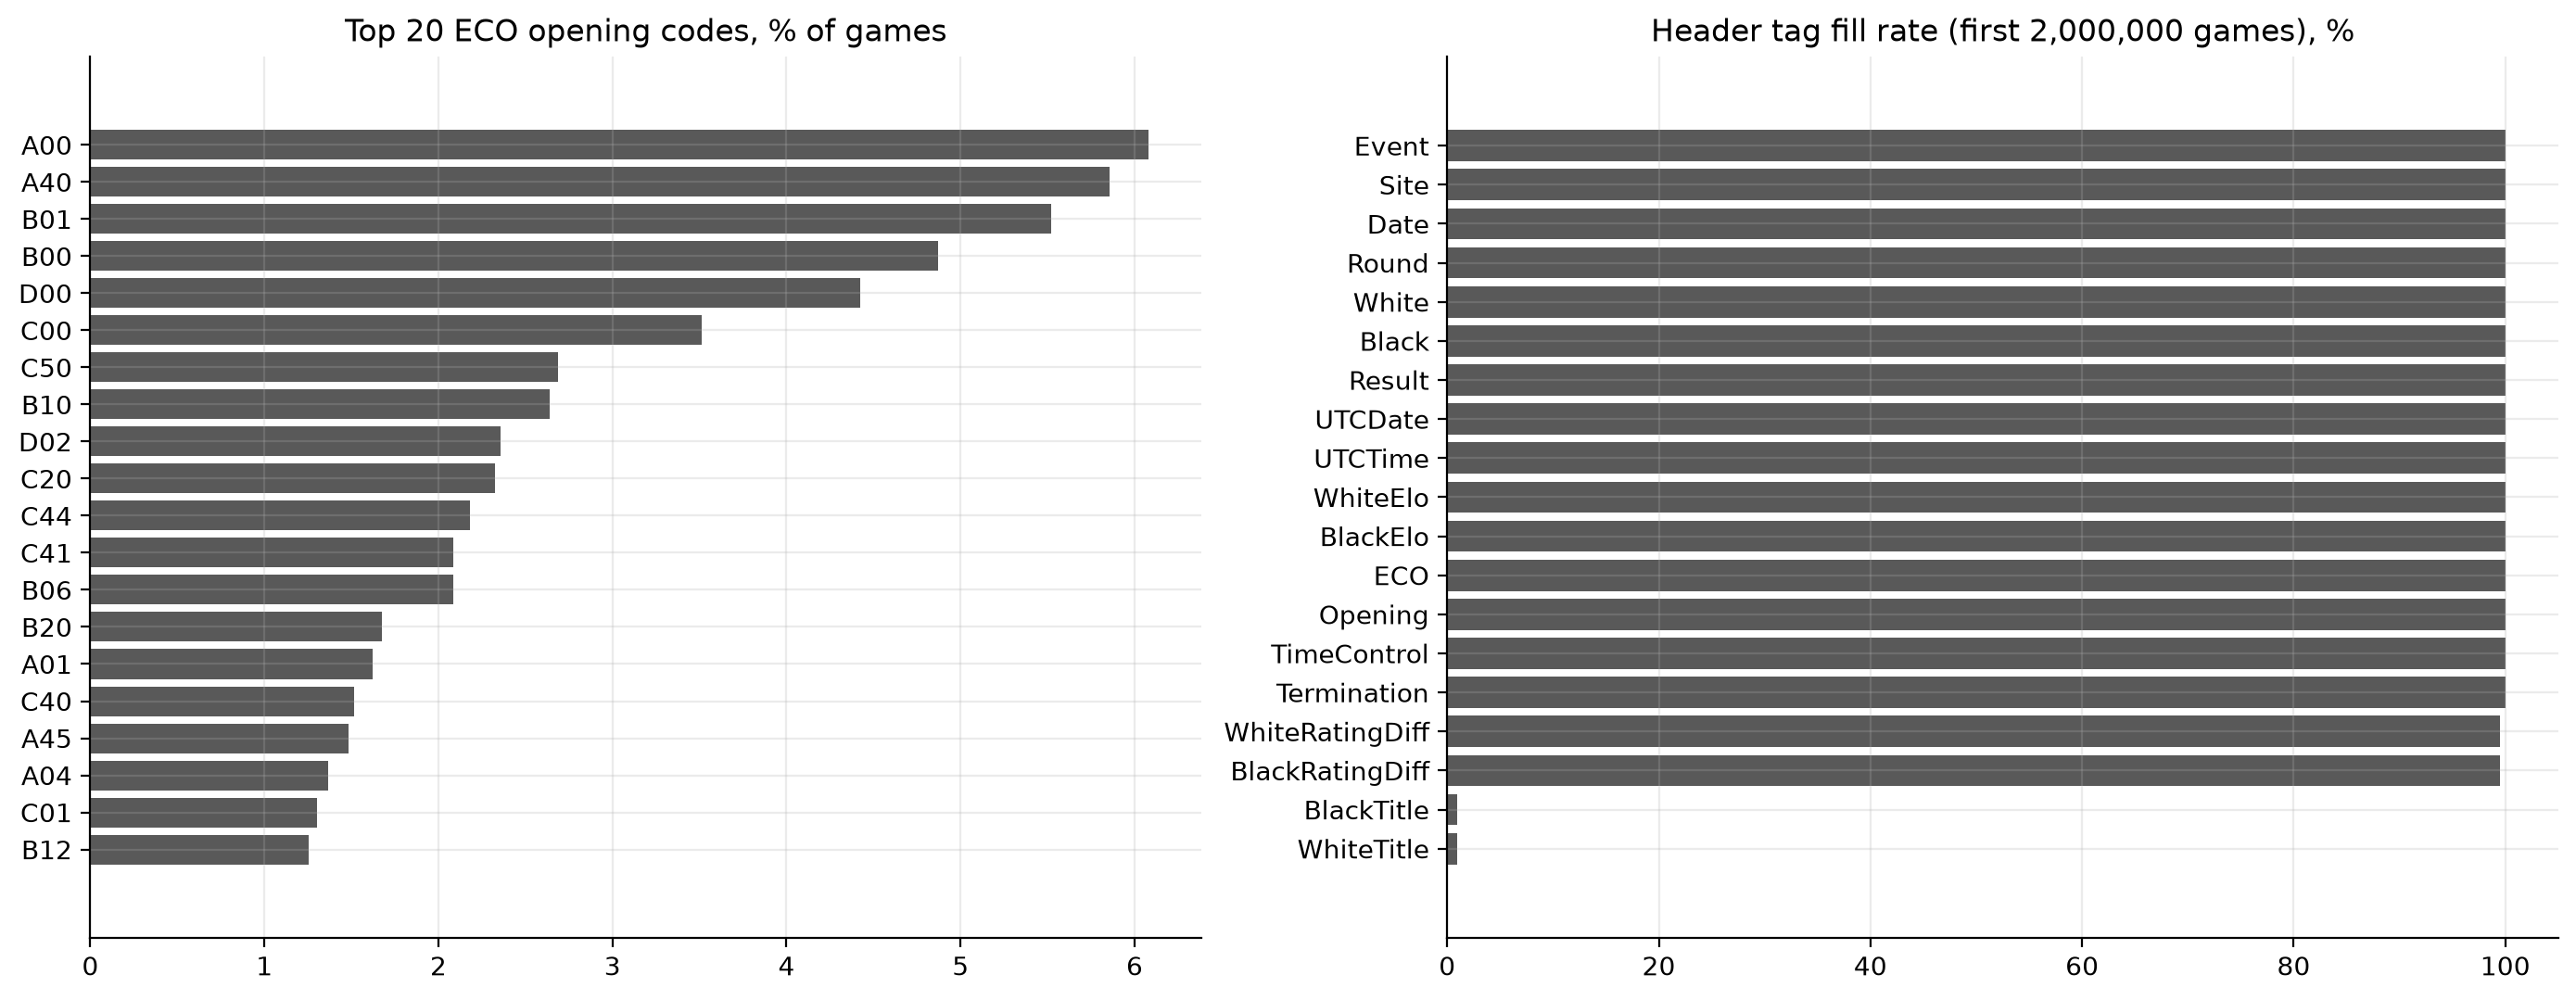 Top 20 ECO opening codes, % of games
A00
A40
B01
B00
D00
C00
C50
B10
D02
C20
C44
C41
B06
B20
A01
C40
A45
A04
C01
B12
0 1 2 3 4 5 6
Header tag fill rate (first 2,000,000 games), %
Event
Site
Date
Round
White
Black
Result
UTCDate
UTCTime
WhiteElo
BlackElo
ECO
Opening
TimeControl
Termination
WhiteRatingDiff
BlackRatingDiff
BlackTitle
WhiteTitle
0 20 40 60 80 100